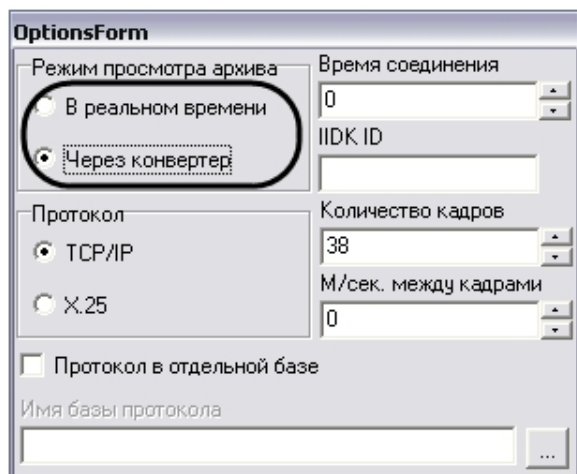 OptionsForm
Режим просмотра архива
В реальном времени
Через конвертер
Время соединения
0
IIDK ID
Протокол
TCP/IP
X.25
Количество кадров
38
М/сек. между кадрами
0
Протокол в отдельной базе
Имя базы протокола
...